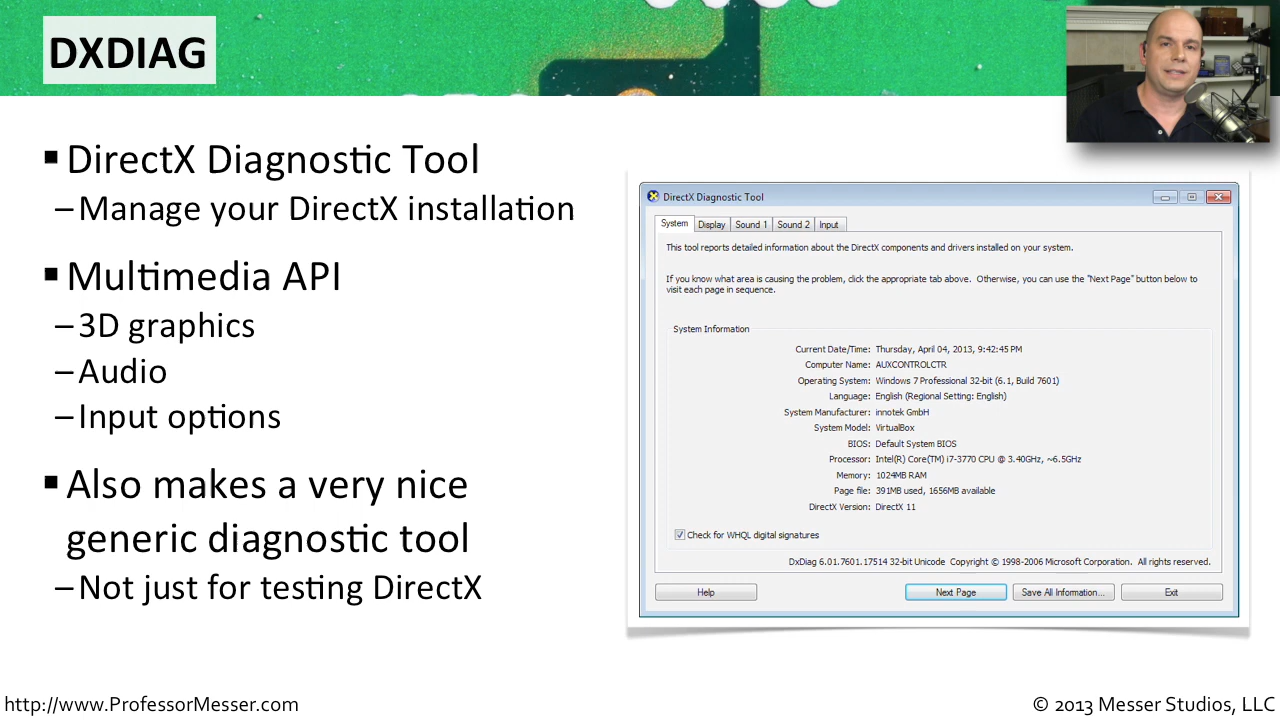 DXDIAG
▪ DirectX Diagnostic Tool
– Manage your DirectX installation
▪ Multimedia API
– 3D graphics
– Audio
– Input options
▪ Also makes a very nice
generic diagnostic tool
– Not just for testing DirectX
DirectX Diagnostic Tool
System Display Sound 1 Sound 2 Input
This tool reports detailed information about the DirectX components and drivers installed on your system.
If you know what area is causing the problem, click the appropriate tab above. Otherwise, you can use the "Next Page" button below to
visit each page in sequence.
System Information
Current Date/Time: Thursday, April 04, 2013, 9:42:45 PM
Computer Name: AUXCONTROLCTR
Operating System: Windows 7 Professional 32-bit (6.1, Build 7601)
Language: English (Regional Setting: English)
System Manufacturer: innotek GmbH
System Model: VirtualBox
BIOS: Default System BIOS
Processor: Intel(R) Core(TM) i7-3770 CPU @ 3.40GHz, ~6.5GHz
Memory: 1024MB RAM
Page file: 391MB used, 1656MB available
DirectX Version: DirectX 11
Check for WHQL digital signatures
DxDiag 6.01.7601.17514 32-bit Unicode Copyright © 1998-2006 Microsoft Corporation. All rights reserved.
Help Next Page Save All Information... Exit
http://www.ProfessorMesser.com
© 2013 Messer Studios, LLC